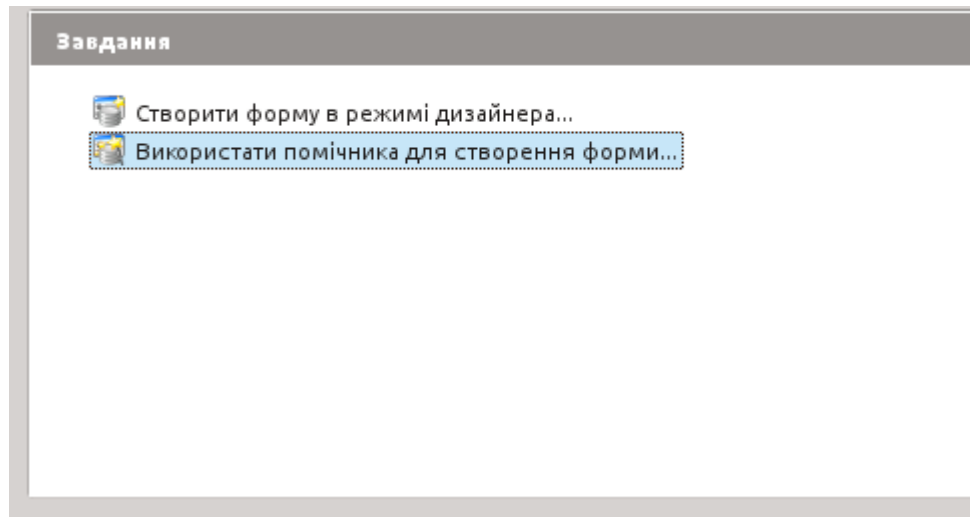 Завдання
Створити форму в режимі дизайнера...
Використати помічника для створення форми...